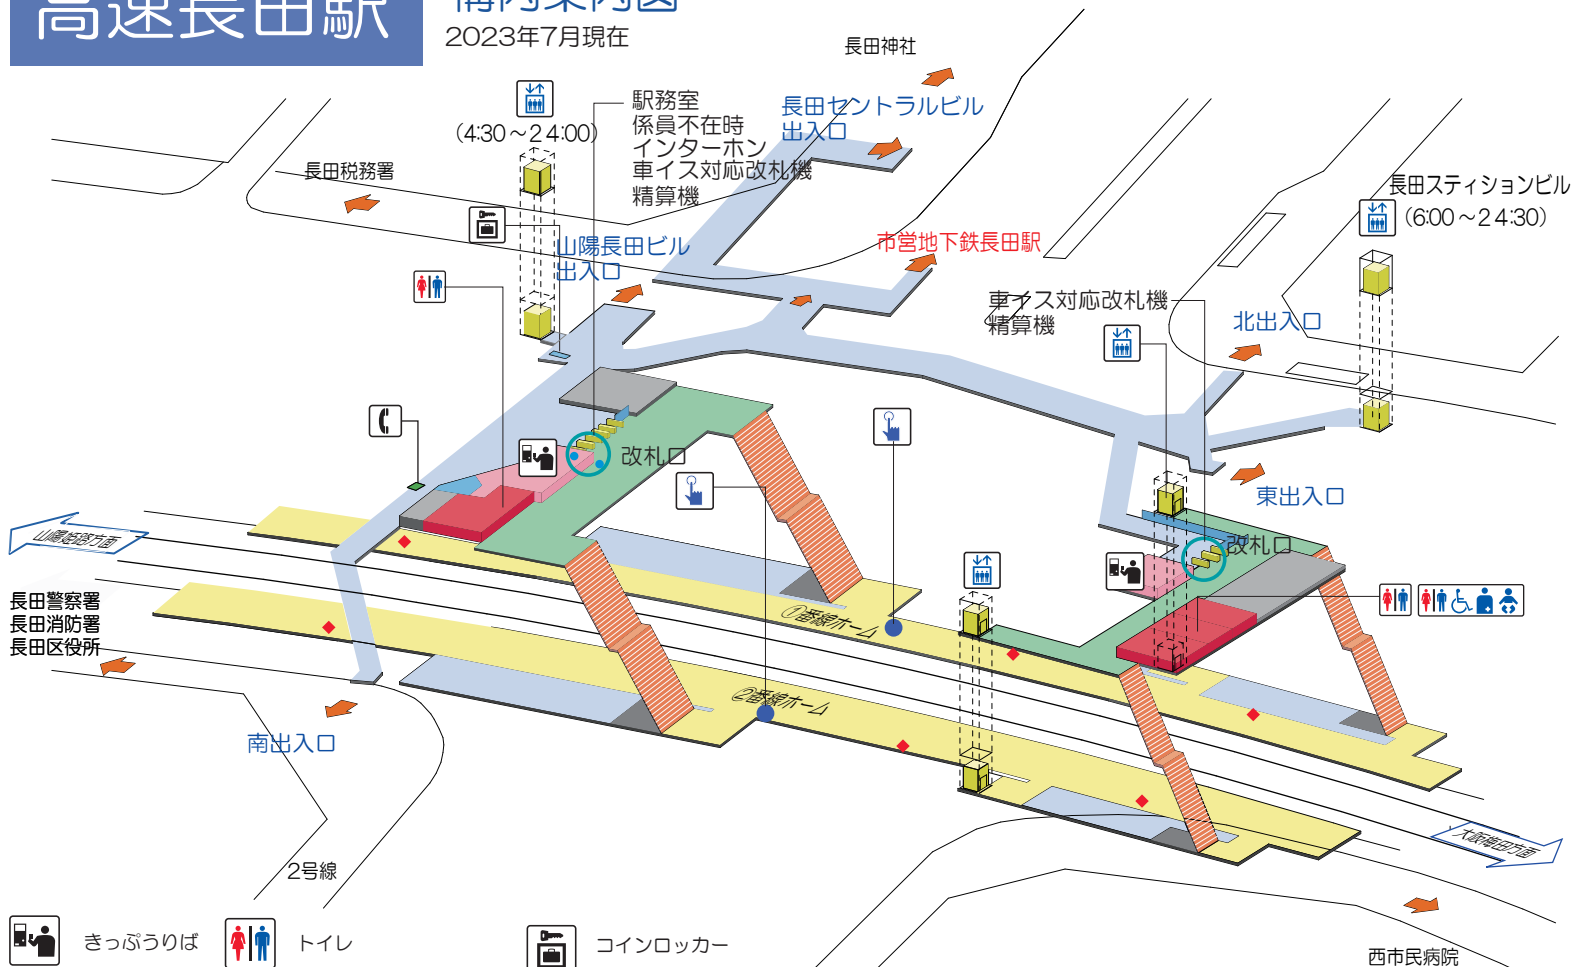 高速長田駅
構内案内図
2023年7月現在
長田神社
(4:30～24:00)
駅務室
係員不在時
インターホン
車イス対応改札機
精算機
長田セントラルビル
出入口
長田税務署
長田スティションビル
(6:00～24:30)
山陽長田ビル
出入口
市営地下鉄長田駅
車イス対応改札機
精算機
北出入口
改札口
東出入口
改札口
山陽姫路方面
①番線ホーム
長田警察署
長田消防署
長田区役所
②番線ホーム
南出入口
大阪梅田方面
2号線
きっぷうりば
トイレ
コインロッカー
西市民病院